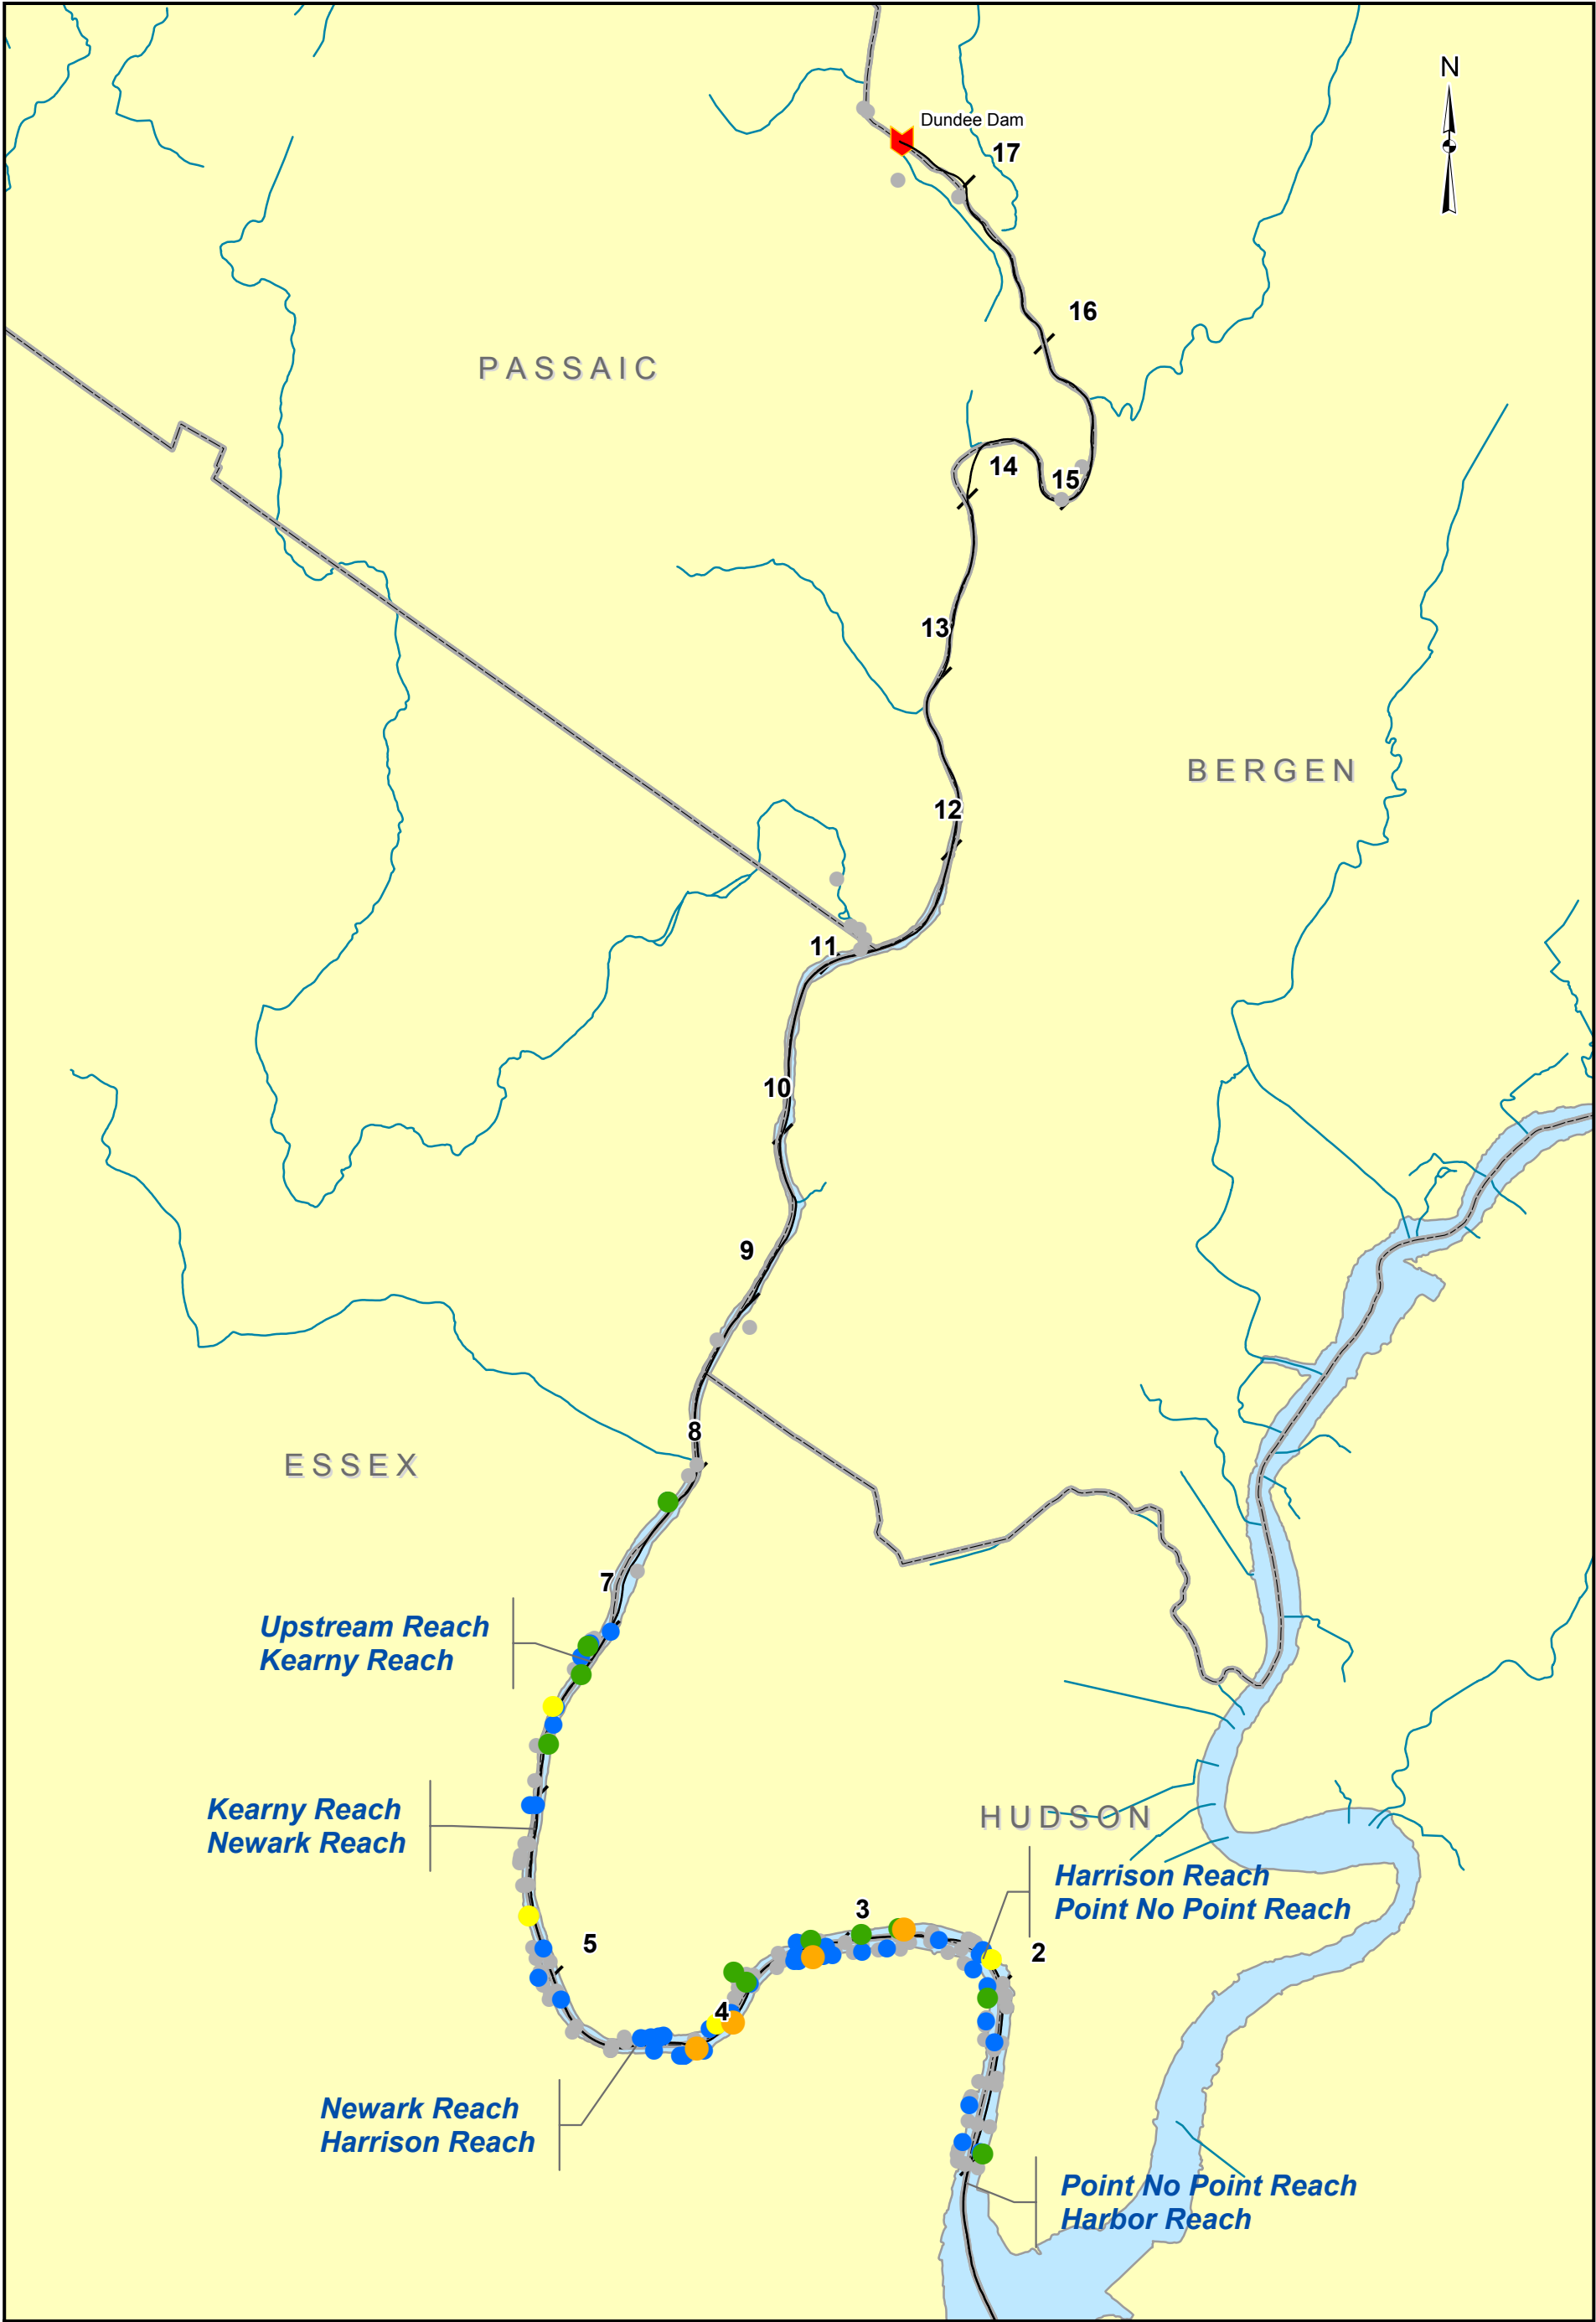 N
Dundee Dam
17
16
PASSAIC
14
15
13
BERGEN
12
11
10
9
8
ESSEX
7
Upstream Reach
Kearny Reach
Kearny Reach
Newark Reach
HUDSON
Harrison Reach
Point No Point Reach
3
5
2
4
Newark Reach
Harrison Reach
Point No Point Reach
Harbor Reach